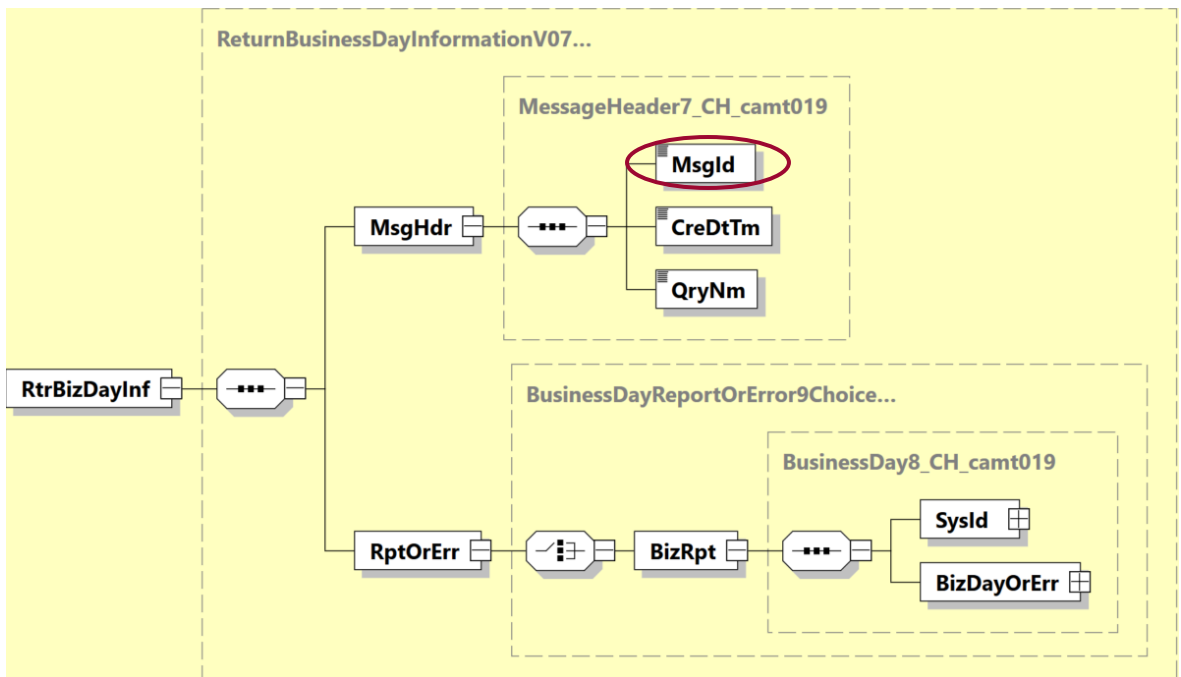 ReturnBusinessDayInformationV07...
MessageHeader7_CH_camt019
MsgId
MsgHdr
CreDtTm
QryNm
RtrBizDayInf
BusinessDayReportOrError9Choice...
BusinessDay8_CH_camt019
SysId
RptOrErr
BizRpt
BizDayOrErr